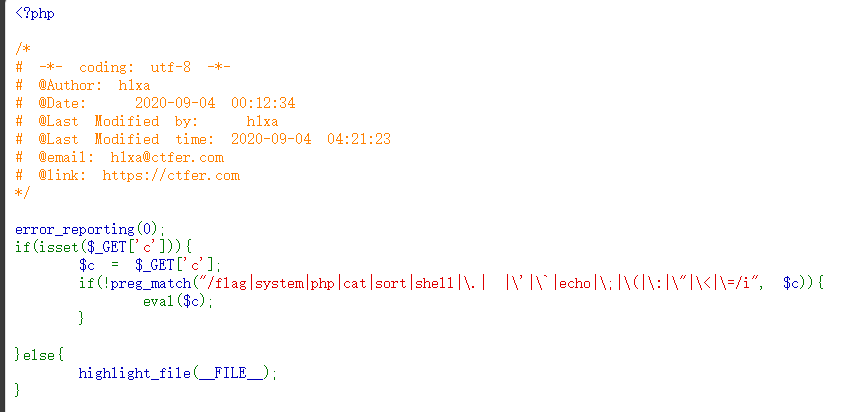 <?php
/*
# -*- coding: utf-8 -*-
# @Author: h1xa
# @Date:   2020-09-04 00:12:34
# @Last Modified by:   h1xa
# @Last Modified time: 2020-09-04 04:21:23
# @email: h1xa@ctfer.com
# @link: https://ctfer.com
*/
error_reporting(0);
if(isset($_GET['c'])){
    $c = $_GET['c'];
    if(!preg_match("/flag|system|php|cat|sort|shell|\.| |\'|\`|echo|\;|\(|\:|\"|\<|\=/i", $c)){
        eval($c);
    }
}else{
    highlight_file(__FILE__);
}